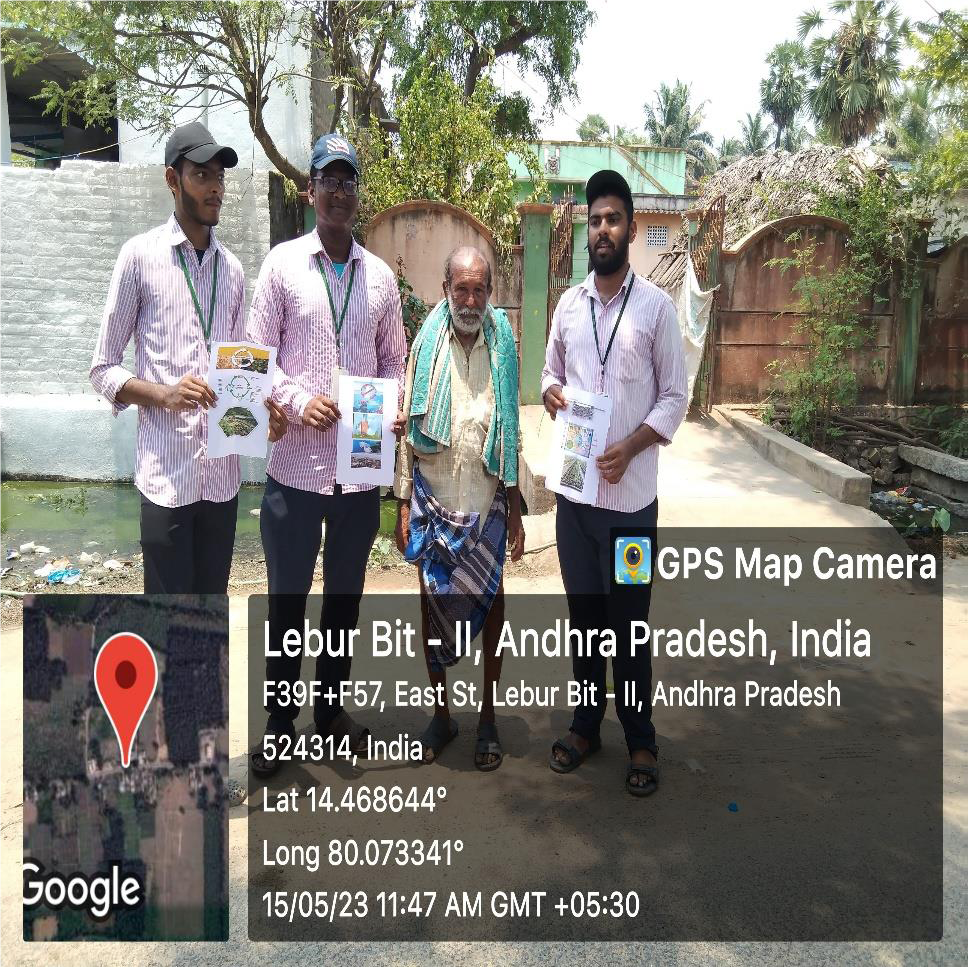 GPS Map Camera
Lebur Bit - II, Andhra Pradesh, India
F39F+F57, East St, Lebur Bit - II, Andhra Pradesh
524314, India
Lat 14.468644°
Long 80.073341°
15/05/23 11:47 AM GMT +05:30
Google